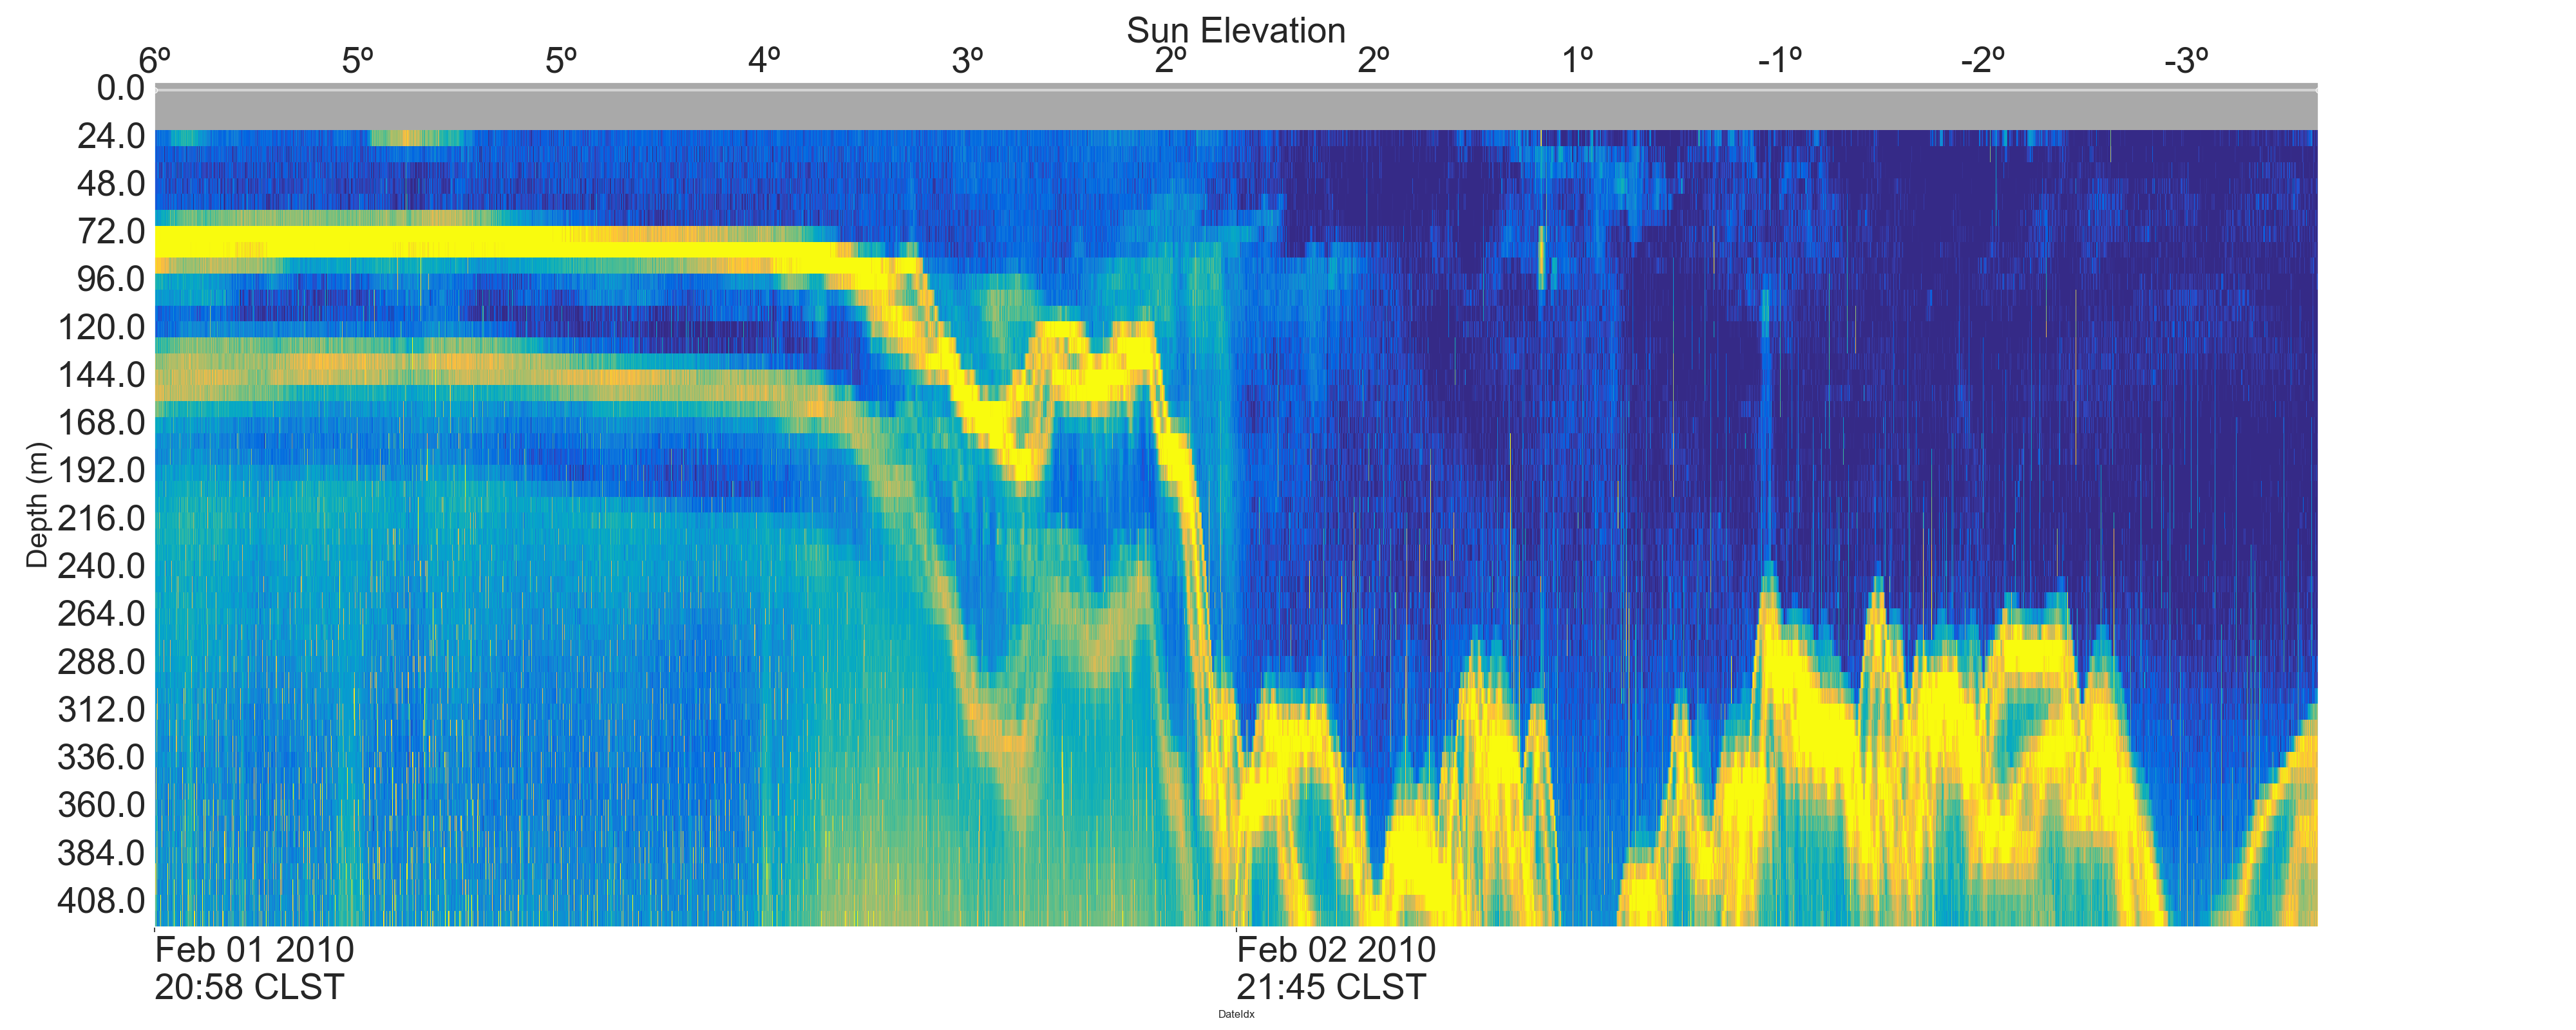 Sun Elevation
6º 5º 5º 4º 3º 2º 2º 1º -1º -2º -3º
0.0
24.0
48.0
72.0
96.0
120.0
144.0
168.0
192.0
216.0
240.0
264.0
288.0
312.0
336.0
360.0
384.0
408.0
Depth (m)
Feb 01 2010
20:58 CLST
Feb 02 2010
21:45 CLST
DateIdx